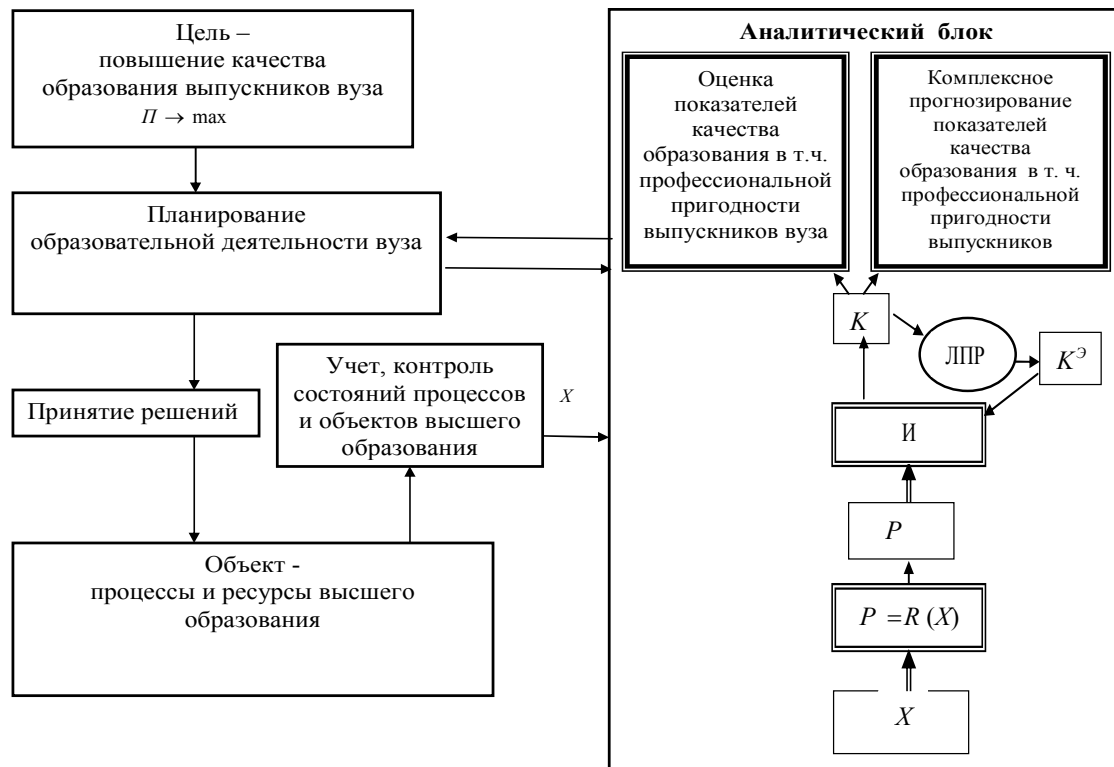 Цель –
повышение качества
образования выпускников вуза
П → max
Планирование
образовательной деятельности вуза
Принятие решений
Учет, контроль
состояний процессов
и объектов высшего
образования
X
Объект -
процессы и ресурсы высшего
образования
Аналитический блок
Оценка
показателей
качества
образования в т.ч.
профессиональной
пригодности
выпускников вуза
Комплексное
прогнозирование
показателей
качества
образования в т. ч.
профессиональной
пригодности
выпускников
K
ЛПР
K^Э
И
P
P = R (X)
X